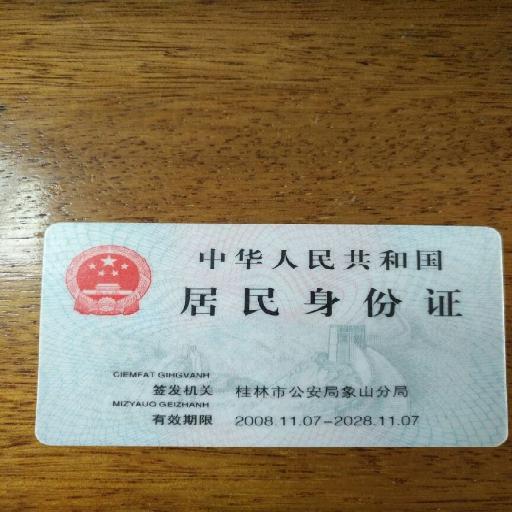 中华人民共和国
居民身份证
CIEMFAT GIHGVANH
签发机关 桂林市公安局象山分局
MIZYAUQ GEIZHANH
有效期限 2008.11.07-2028.11.07